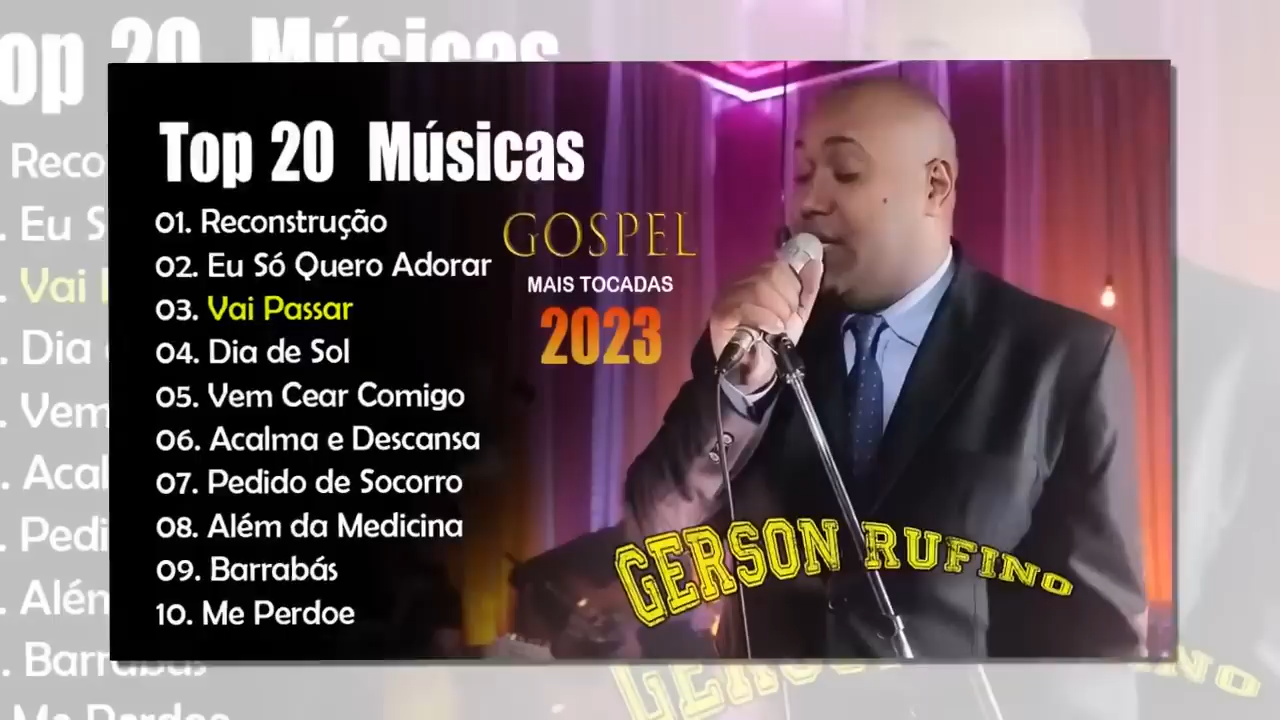 Top 20 Músicas
01. Reconstrução
02. Eu Só Quero Adorar
03. Vai Passar
04. Dia de Sol
05. Vem Cear Comigo
06. Acalma e Descansa
07. Pedido de Socorro
08. Além da Medicina
09. Barrabás
10. Me Perdoe
GOSPEL
MAIS TOCADAS
2023
GERSON RUFINO